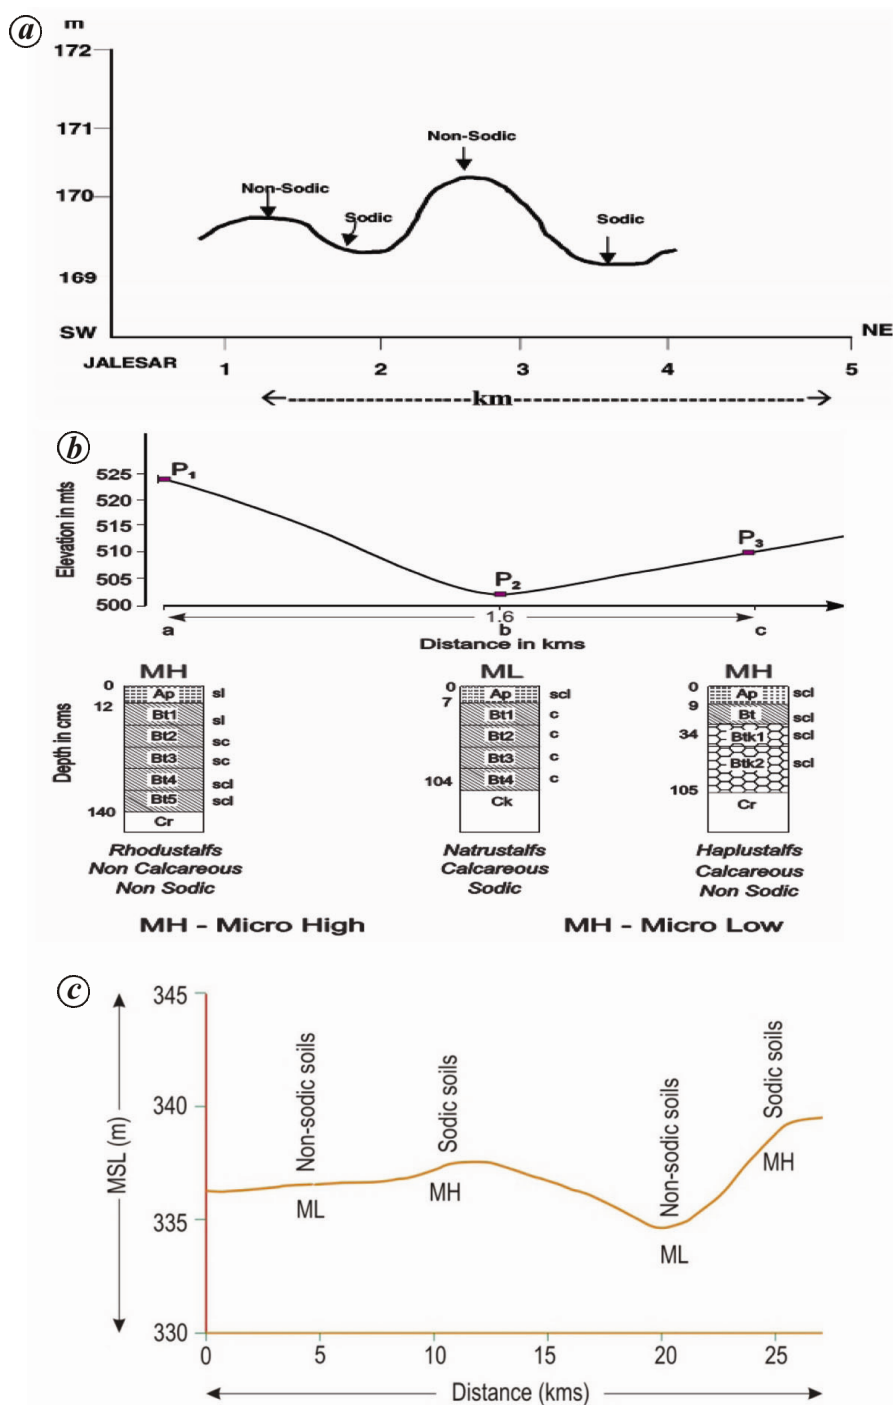 a
m
172
171
170
169
Non-Sodic
Non-Sodic
Sodic
Sodic
SW
NE
JALESAR
1
2
3
4
5
km
b
Elevation in mts
525
520
515
510
505
500
P1
P2
P3
1.6
a
b
c
Distance in kms
MH
ML
MH
Depth in cms
0
12
140
Ap
Bt1
Bt2
Bt3
Bt4
Bt5
Cr
sl
sl
sc
sc
scl
scl
0
7
104
Ap
Bt1
Bt2
Bt3
Bt4
Ck
scl
c
c
c
c
0
9
34
105
Ap
Bt
Btk1
Btk2
Cr
scl
scl
scl
scl
Rhodustalfs
Non Calcareous
Non Sodic
Natrustalfs
Calcareous
Sodic
Haplustalfs
Calcareous
Non Sodic
MH - Micro High
MH - Micro Low
c
MSL (m)
345
340
335
330
Non-sodic soils
Sodic soils
Non-sodic soils
Sodic soils
ML
MH
ML
MH
0
5
10
15
20
25
Distance (kms)